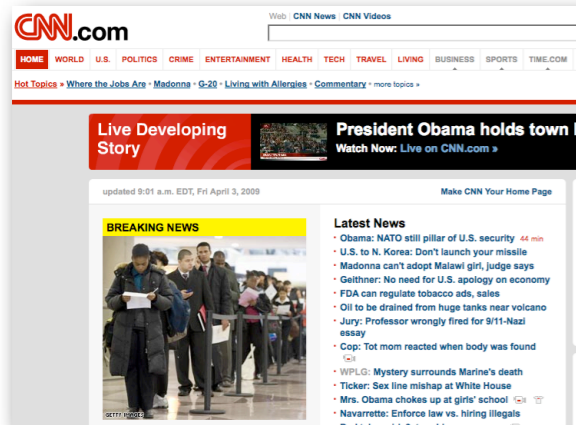 CNN.com
Web | CNN News | CNN Videos
HOME WORLD U.S. POLITICS CRIME ENTERTAINMENT HEALTH TECH TRAVEL LIVING BUSINESS SPORTS TIME.COM
Hot Topics » Where the Jobs Are • Madonna • G-20 • Living with Allergies • Commentary • more topics »
Live Developing
Story
President Obama holds town
Watch Now: Live on CNN.com »
updated 9:01 a.m. EDT, Fri April 3, 2009
Make CNN Your Home Page
BREAKING NEWS
GETTY IMAGES
Latest News
• Obama: NATO still pillar of U.S. security 44 min
• U.S. to N. Korea: Don't launch your missile
• Madonna can't adopt Malawi girl, judge says
• Geithner: No need for U.S. apology on economy
• FDA can regulate tobacco ads, sales
• Oil to be drained from huge tanks near volcano
• Jury: Professor wrongly fired for 9/11-Nazi
essay
• Cop: Tot mom reacted when body was found
• WPLG: Mystery surrounds Marine's death
• Ticker: Sex line mishap at White House
• Mrs. Obama chokes up at girls' school
• Navarrette: Enforce law vs. hiring illegals